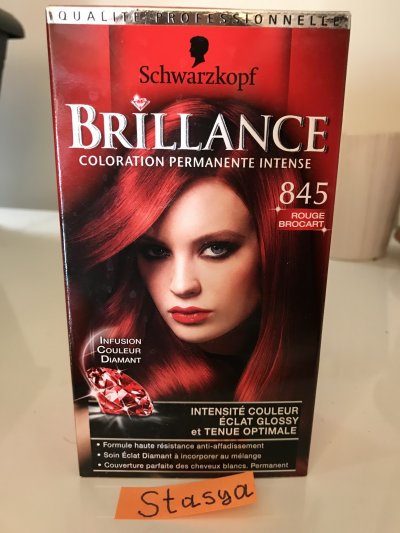 QUALITÉ PROFESSIONNELLE
Schwarzkopf
BRILLANCE
COLORATION PERMANENTE INTENSE
845
ROUGE
BROCART
INFUSION
COULEUR
DIAMANT
INTENSITÉ COULEUR
ÉCLAT GLOSSY
et TENUE OPTIMALE
• Formule haute résistance anti-affadissement
• Soin Éclat Diamant à incorporer au mélange
• Couverture parfaite des cheveux blancs. Permanent
Stasya